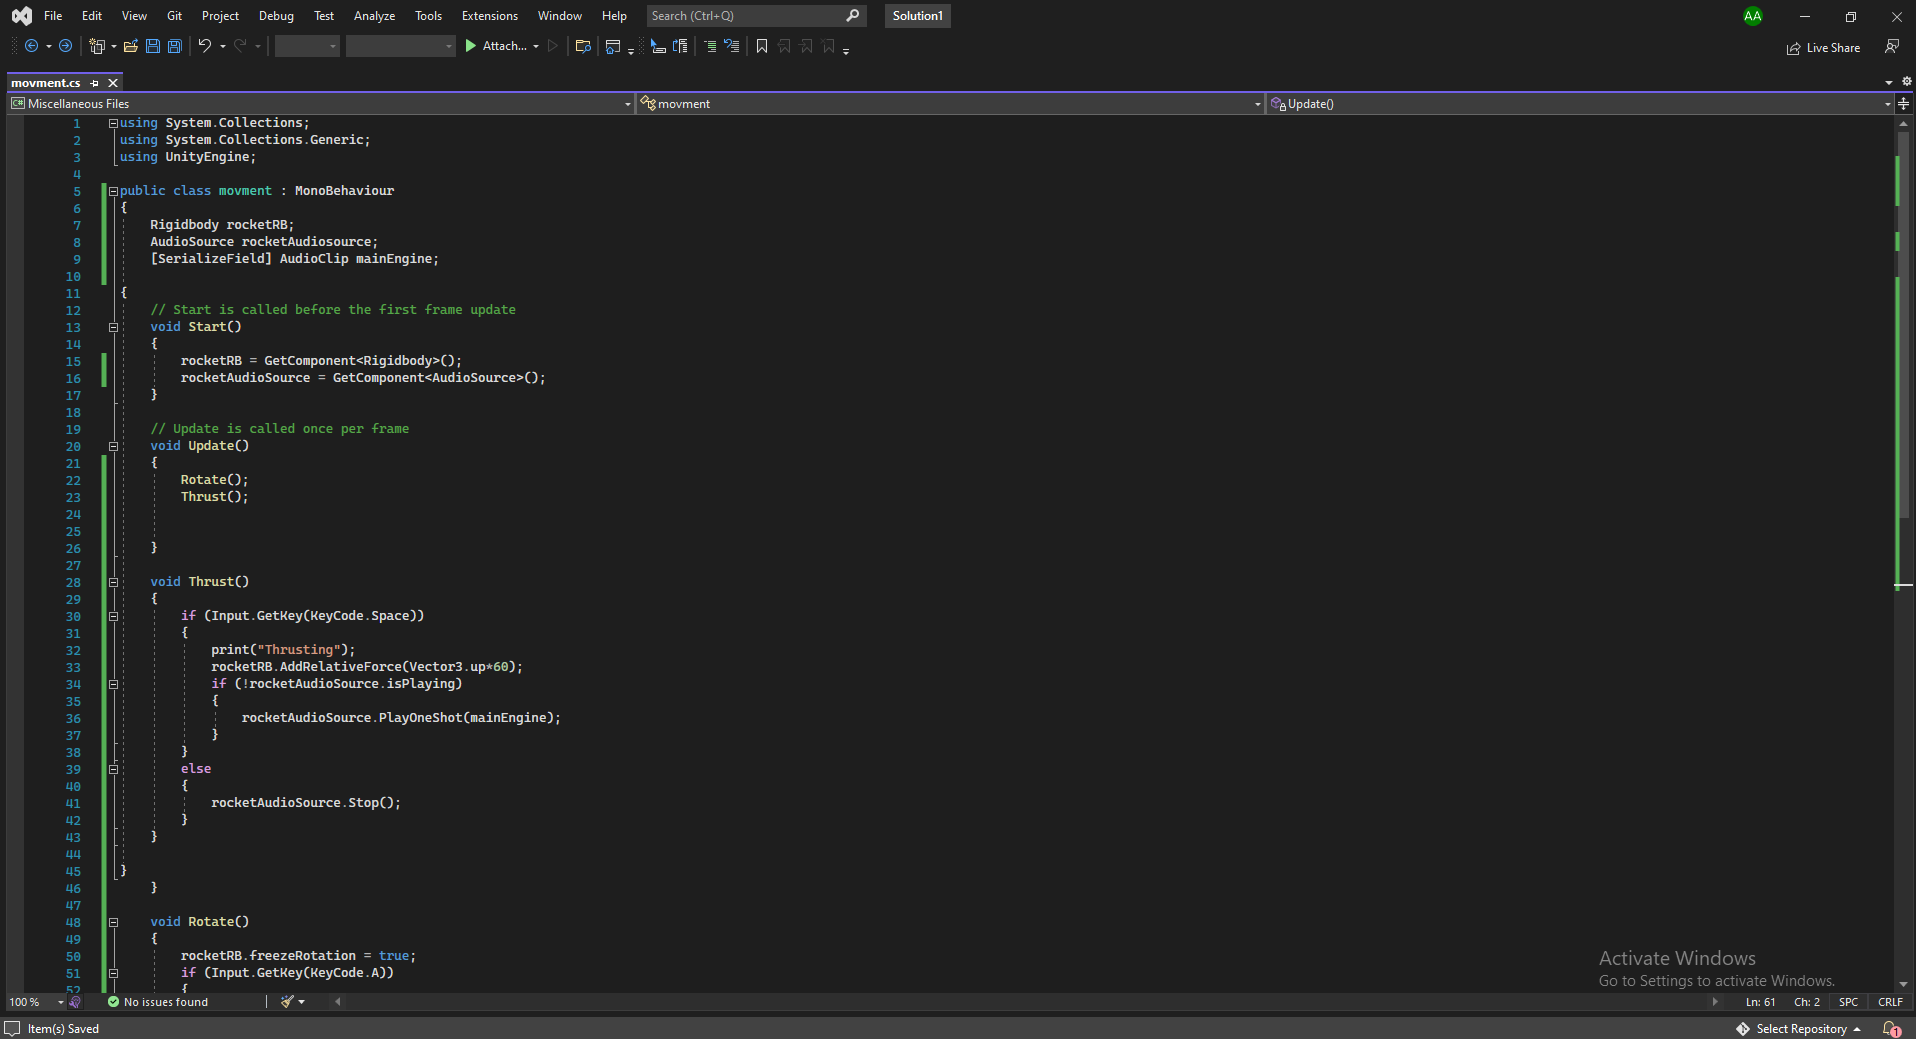 File Edit View Git Project Debug Test Analyze Tools Extensions Window Help Search (Ctrl+Q) Solution1 AA
Attach... Live Share
movment.cs
C# Miscellaneous Files movment Update()
1 using System.Collections;
2 using System.Collections.Generic;
3 using UnityEngine;
4
5 public class movment : MonoBehaviour
6 {
7 Rigidbody rocketRB;
8 AudioSource rocketAudiosource;
9 [SerializeField] AudioClip mainEngine;
10
11 {
12 // Start is called before the first frame update
13 void Start()
14 {
15 rocketRB = GetComponent<Rigidbody>();
16 rocketAudioSource = GetComponent<AudioSource>();
17 }
18
19 // Update is called once per frame
20 void Update()
21 {
22 Rotate();
23 Thrust();
24
25
26 }
27
28 void Thrust()
29 {
30 if (Input.GetKey(KeyCode.Space))
31 {
32 print("Thrusting");
33 rocketRB.AddRelativeForce(Vector3.up*60);
34 if (!rocketAudioSource.isPlaying)
35 {
36 rocketAudioSource.PlayOneShot(mainEngine);
37 }
38 }
39 else
40 {
41 rocketAudioSource.Stop();
42 }
43 }
44
45 }
46 }
47
48 void Rotate()
49 {
50 rocketRB.freezeRotation = true;
51 if (Input.GetKey(KeyCode.A))
52 {
Activate Windows
Go to Settings to activate Windows.
100 % No issues found Ln: 61 Ch: 2 SPC CRLF
Item(s) Saved Select Repository 1